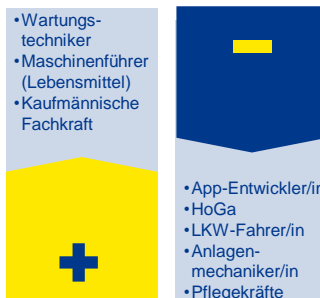 •Wartungs-
techniker
•Maschinenführer
(Lebensmittel)
•Kaufmännische
Fachkraft
•App-Entwickler/in
•HoGa
•LKW-Fahrer/in
•Anlagen-
mechaniker/in
•Pflegekräfte